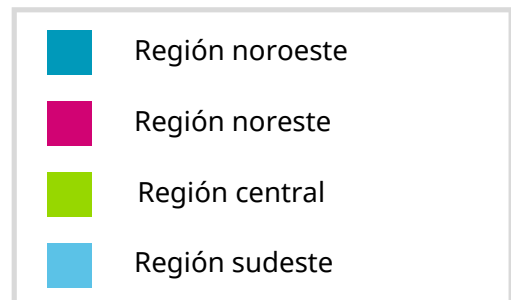 Región noroeste
Región noreste
Región central
Región sudeste